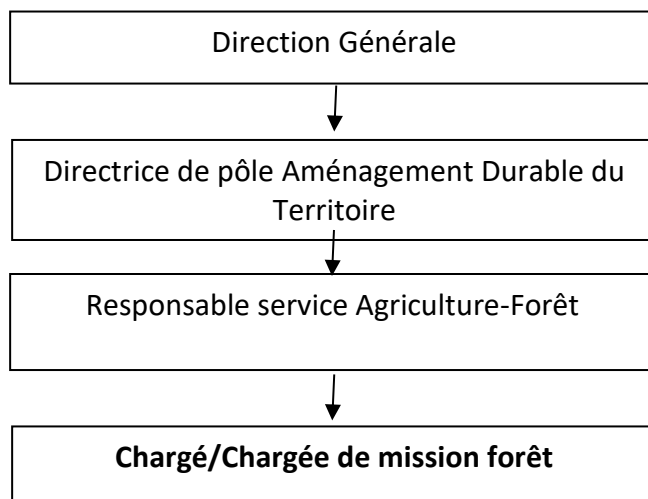 Direction Générale
Directrice de pôle Aménagement Durable du
Territoire
Responsable service Agriculture-Forêt
Chargé/Chargée de mission forêt